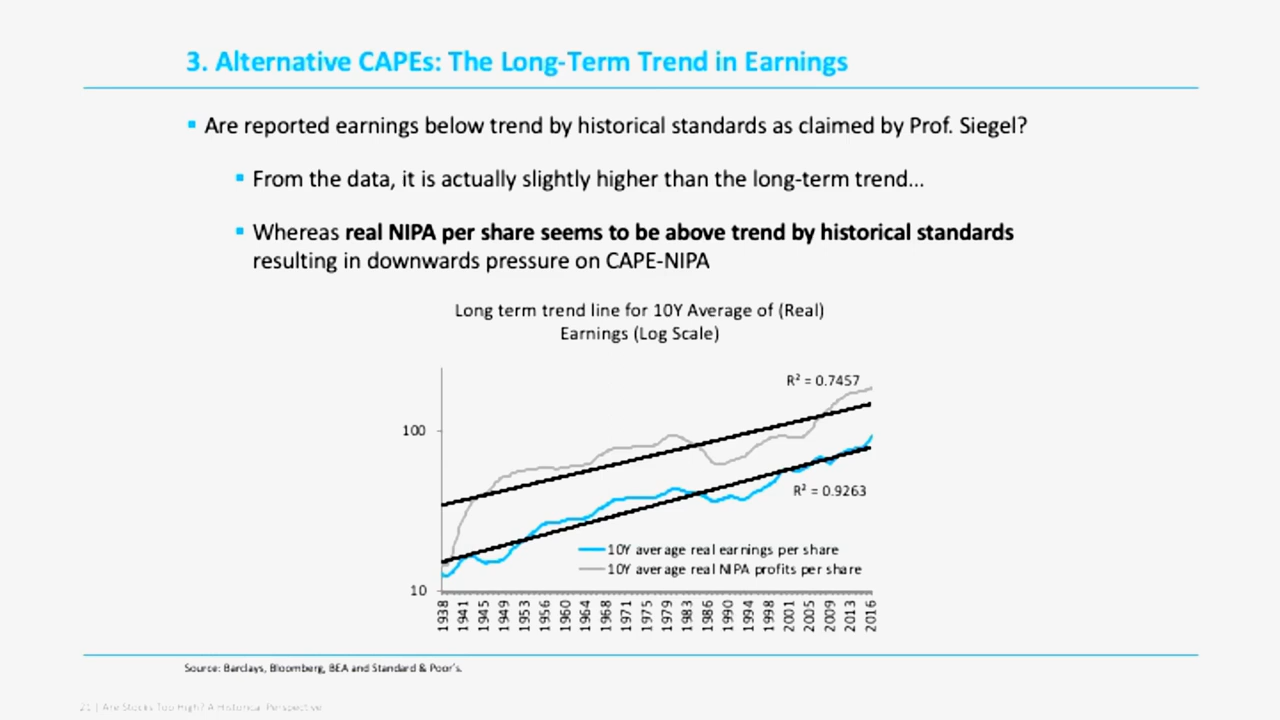 3. Alternative CAPEs: The Long-Term Trend in Earnings
▪ Are reported earnings below trend by historical standards as claimed by Prof. Siegel?
▪ From the data, it is actually slightly higher than the long-term trend...
▪ Whereas real NIPA per share seems to be above trend by historical standards
resulting in downwards pressure on CAPE-NIPA
Long term trend line for 10Y Average of (Real)
Earnings (Log Scale)
R² = 0.7457
100
R² = 0.9263
10Y average real earnings per share
10Y average real NIPA profits per share
10
1938 1941 1945 1949 1953 1956 1960 1964 1968 1971 1975 1979 1983 1986 1990 1994 1998 2001 2005 2009 2013 2016
Source: Barclays, Bloomberg, BEA and Standard & Poor's.
21 | Are Stocks Too High? A Historical Perspective